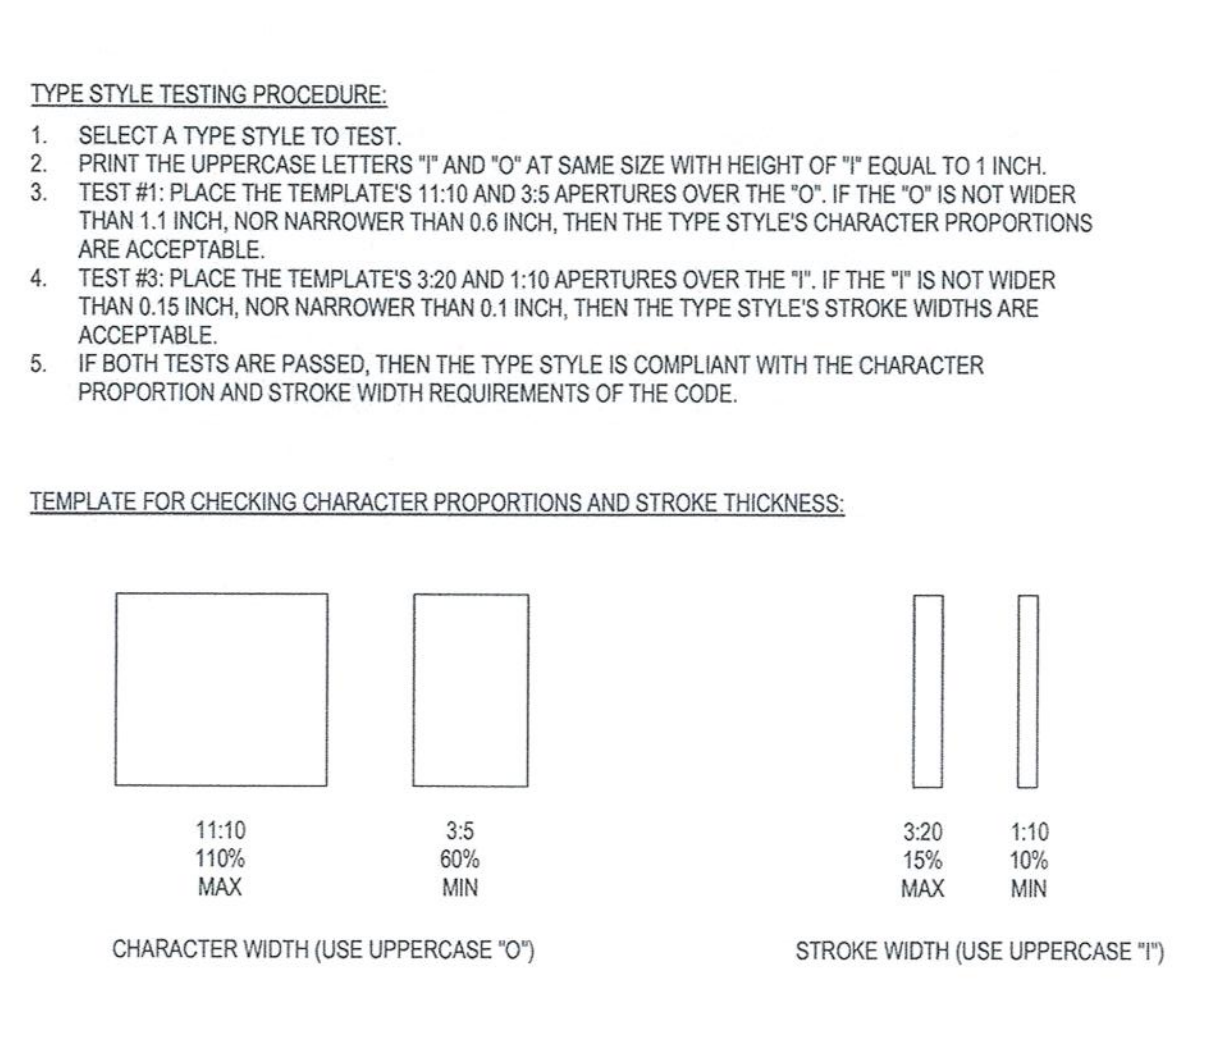 TYPE STYLE TESTING PROCEDURE:
1. SELECT A TYPE STYLE TO TEST.
2. PRINT THE UPPERCASE LETTERS "I" AND "O" AT SAME SIZE WITH HEIGHT OF "I" EQUAL TO 1 INCH.
3. TEST #1: PLACE THE TEMPLATE'S 11:10 AND 3:5 APERTURES OVER THE "O". IF THE "O" IS NOT WIDER
THAN 1.1 INCH, NOR NARROWER THAN 0.6 INCH, THEN THE TYPE STYLE'S CHARACTER PROPORTIONS
ARE ACCEPTABLE.
4. TEST #3: PLACE THE TEMPLATE'S 3:20 AND 1:10 APERTURES OVER THE "I". IF THE "I" IS NOT WIDER
THAN 0.15 INCH, NOR NARROWER THAN 0.1 INCH, THEN THE TYPE STYLE'S STROKE WIDTHS ARE
ACCEPTABLE.
5. IF BOTH TESTS ARE PASSED, THEN THE TYPE STYLE IS COMPLIANT WITH THE CHARACTER
PROPORTION AND STROKE WIDTH REQUIREMENTS OF THE CODE.
TEMPLATE FOR CHECKING CHARACTER PROPORTIONS AND STROKE THICKNESS:
11:10
110%
MAX
3:5
60%
MIN
CHARACTER WIDTH (USE UPPERCASE "O")
3:20
15%
MAX
1:10
10%
MIN
STROKE WIDTH (USE UPPERCASE "I")